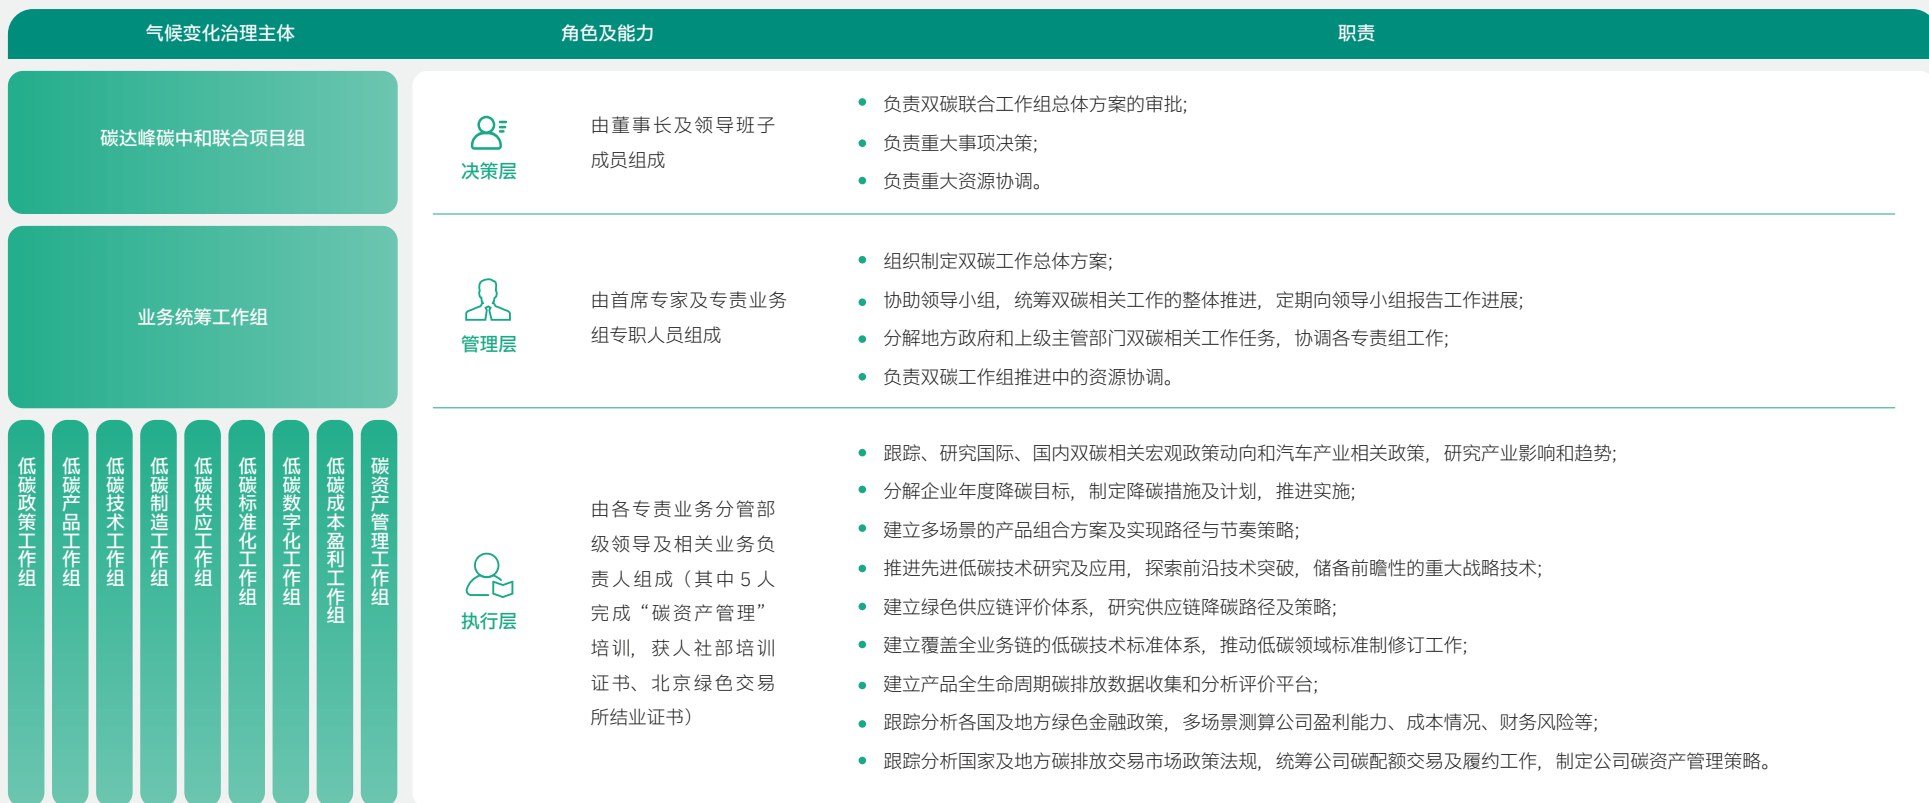 气候变化治理主体
角色及能力
职责
碳达峰碳中和联合项目组
决策层
由董事长及领导班子
成员组成
负责双碳联合工作组总体方案的审批;
负责重大事项决策;
负责重大资源协调。
业务统筹工作组
管理层
由首席专家及专责业务
组专职人员组成
组织制定双碳工作总体方案;
协助领导小组, 统筹双碳相关工作的整体推进, 定期向领导小组报告工作进展;
分解地方政府和上级主管部门双碳相关工作任务, 协调各专责组工作;
负责双碳工作组推进中的资源协调。
低碳政策工作组
低碳产品工作组
低碳技术工作组
低碳制造工作组
低碳供应工作组
低碳标准化工作组
低碳数字化工作组
低碳成本盈利工作组
碳资产管理工作组
执行层
由各专责业务分管部
级领导及相关业务负
责人组成（其中 5 人
完成“碳资产管理”
培训, 获人社部培训
证书、北京绿色交易
所结业证书）
跟踪、研究国际、国内双碳相关宏观政策动向和汽车产业相关政策, 研究产业影响和趋势;
分解企业年度降碳目标, 制定降碳措施及计划, 推进实施;
建立多场景的产品组合方案及实现路径与节奏策略;
推进先进低碳技术研究及应用, 探索前沿技术突破, 储备前瞻性的重大战略技术;
建立绿色供应链评价体系, 研究供应链降碳路径及策略;
建立覆盖全业务链的低碳技术标准体系, 推动低碳领域标准制修订工作;
建立产品全生命周期碳排放数据收集和分析评价平台;
跟踪分析各国及地方绿色金融政策, 多场景测算公司盈利能力、成本情况、财务风险等;
跟踪分析国家及地方碳排放交易市场政策法规, 统筹公司碳配额交易及履约工作, 制定公司碳资产管理策略。